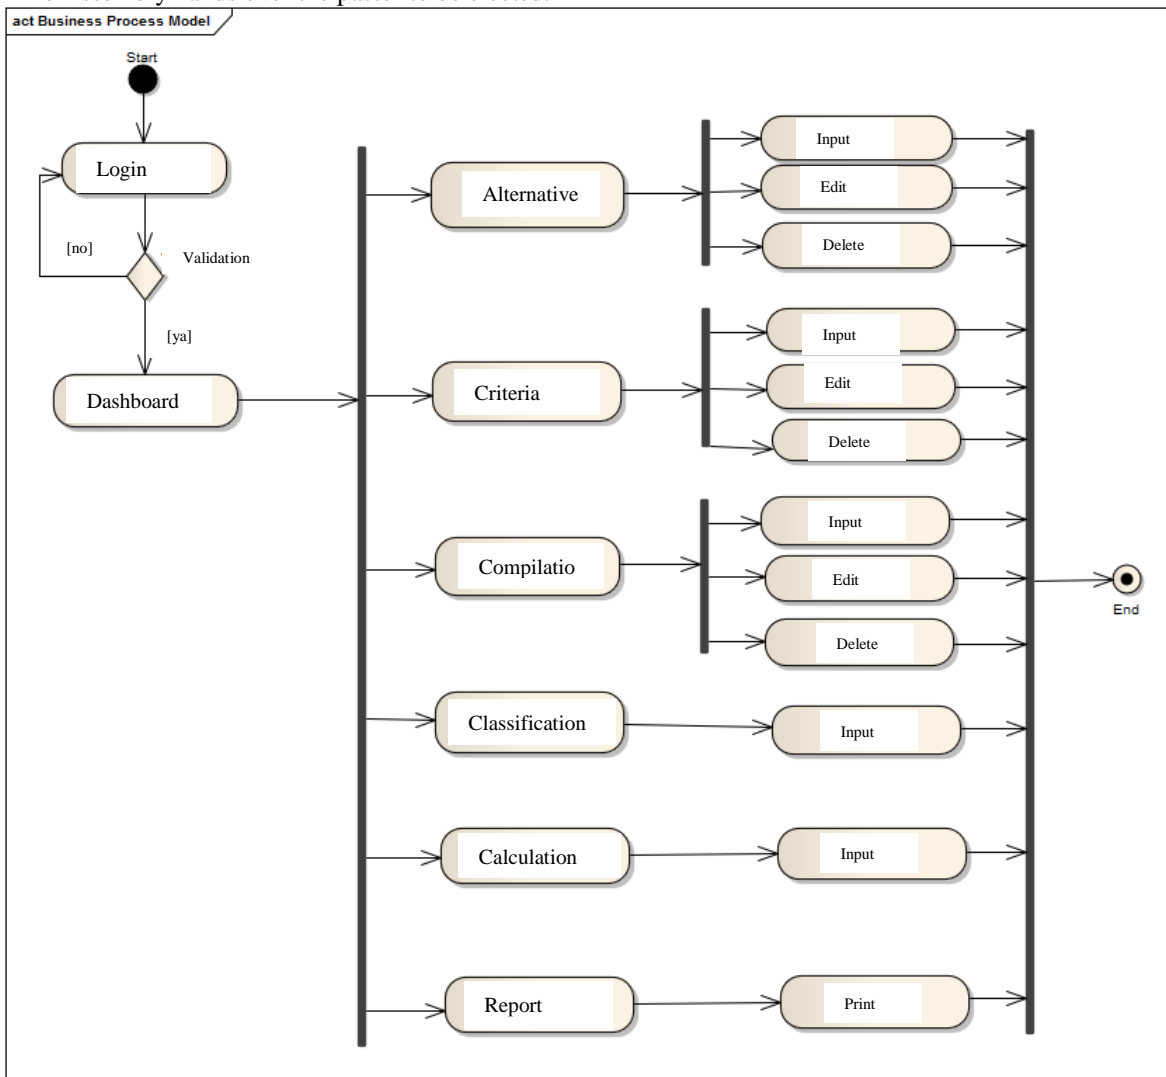 act Business Process Model
Start
Login
[no]
Validation
[ya]
Dashboard
Alternative
Input
Edit
Delete
Criteria
Input
Edit
Delete
Compilatio
Input
Edit
Delete
Classification
Input
Calculation
Input
Report
Print
End